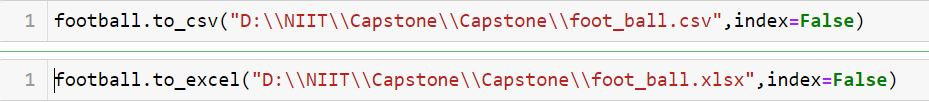 1 football.to_csv("D:\\NIIT\\Capstone\\Capstone\\foot_ball.csv",index=False)
1 football.to_excel("D:\\NIIT\\Capstone\\Capstone\\foot_ball.xlsx",index=False)